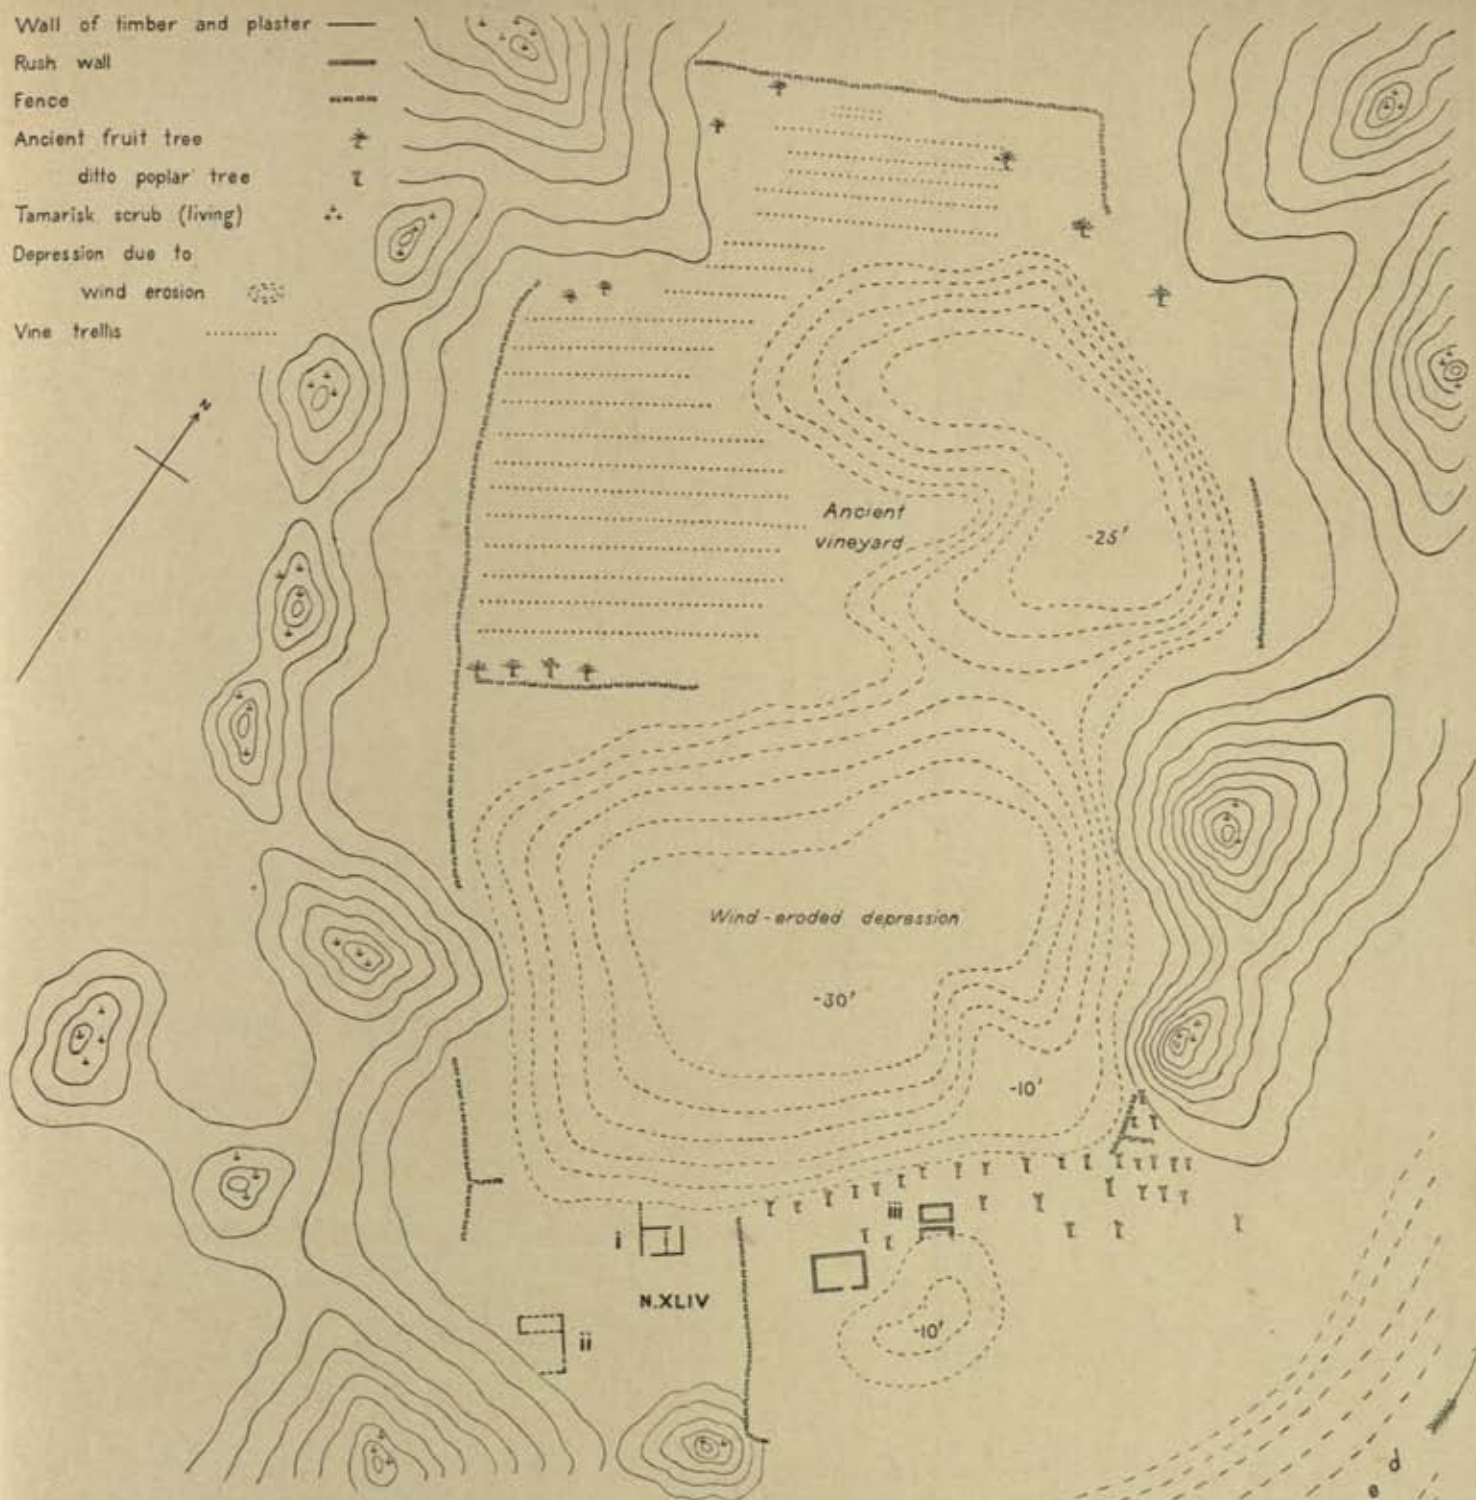 Wall of timber and plaster
Rush wall
Fence
Ancient fruit tree
ditto poplar tree
Tamarisk scrub (living)
Depression due to
wind erosion
Vine trellis
N
Ancient
vineyard
-25'
Wind-eroded depression
-30'
-10'
i
iii
N.XLIV
ii
-10'
d
e